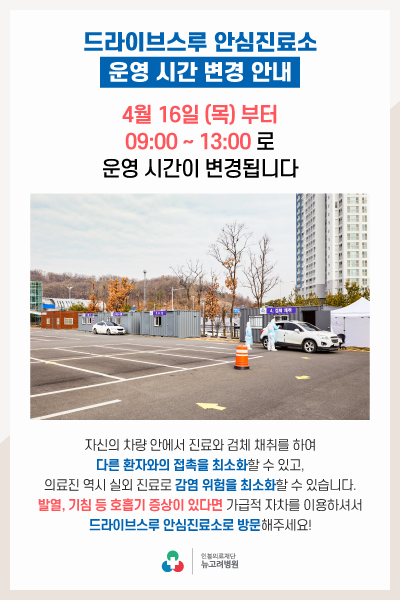 드라이브스루 안심진료소
운영 시간 변경 안내
4월 16일 (목) 부터
09:00 ~ 13:00 로
운영 시간이 변경됩니다
4. 검체 채취
자신의 차량 안에서 진료와 검체 채취를 하여
다른 환자와의 접촉을 최소화할 수 있고,
의료진 역시 실외 진료로 감염 위험을 최소화할 수 있습니다.
발열, 기침 등 호흡기 증상이 있다면 가급적 자차를 이용하셔서
드라이브스루 안심진료소로 방문해주세요!
인봉의료재단
뉴고려병원